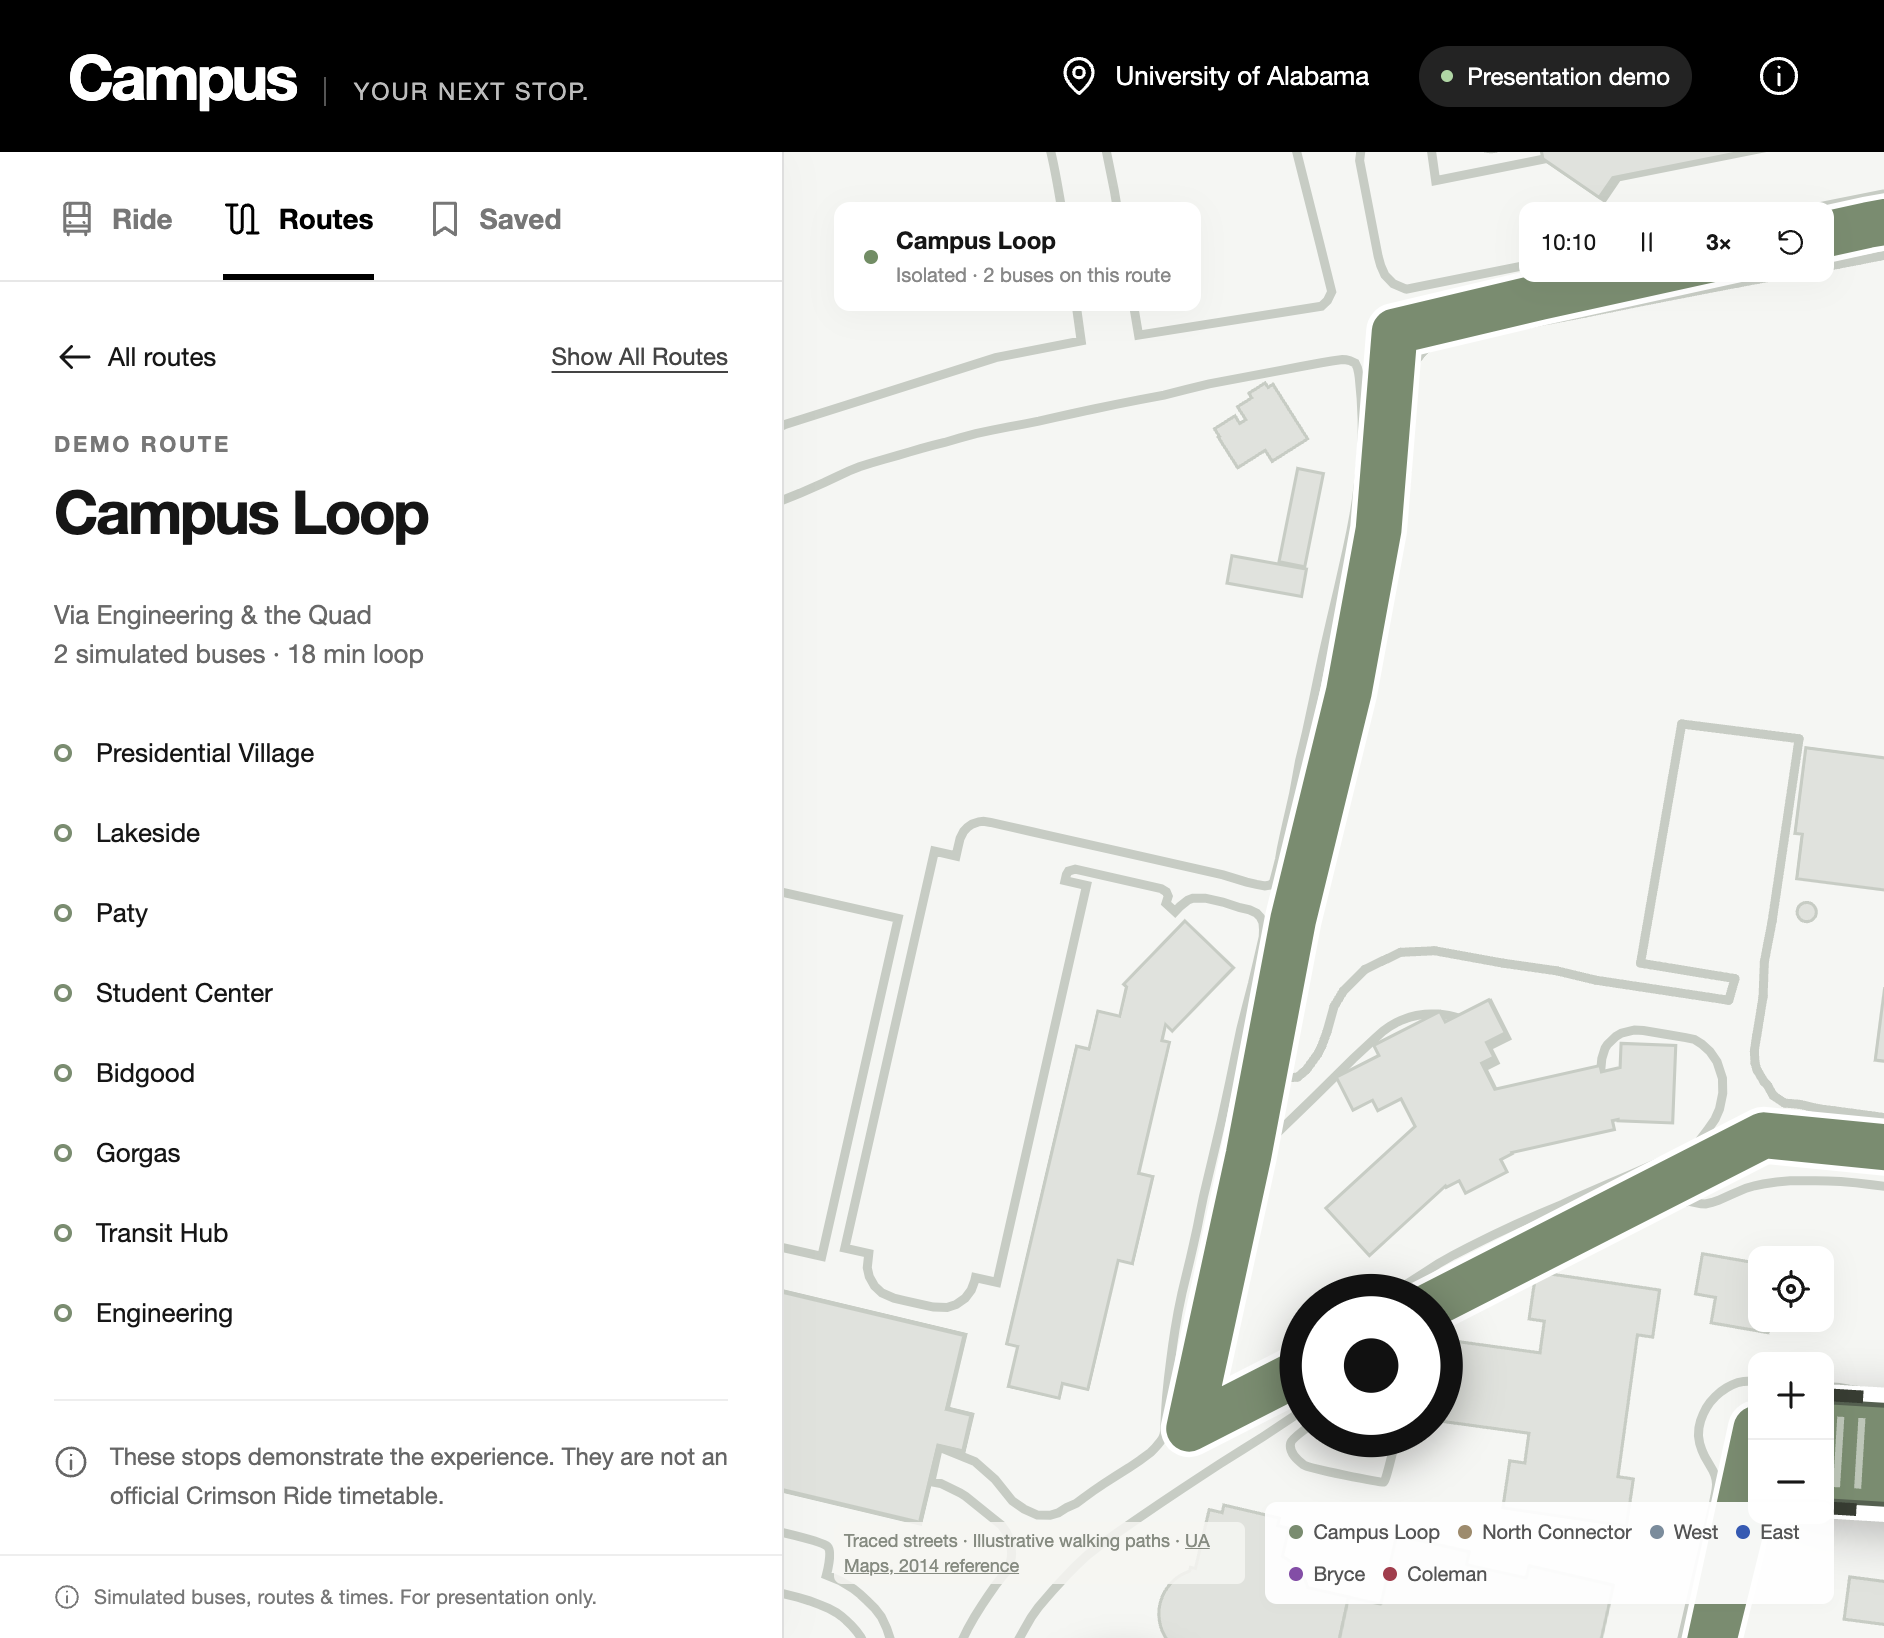 Campus
YOUR NEXT STOP.
University of Alabama
Presentation demo
Ride
Routes
Saved
All routes
Show All Routes
DEMO ROUTE
Campus Loop
Via Engineering & the Quad
2 simulated buses · 18 min loop
Presidential Village
Lakeside
Paty
Student Center
Bidgood
Gorgas
Transit Hub
Engineering
These stops demonstrate the experience. They are not an
official Crimson Ride timetable.
Simulated buses, routes & times. For presentation only.
Campus Loop
Isolated · 2 buses on this route
10:10
3×
Traced streets · Illustrative walking paths · UA
Maps, 2014 reference
Campus Loop
North Connector
West
East
Bryce
Coleman